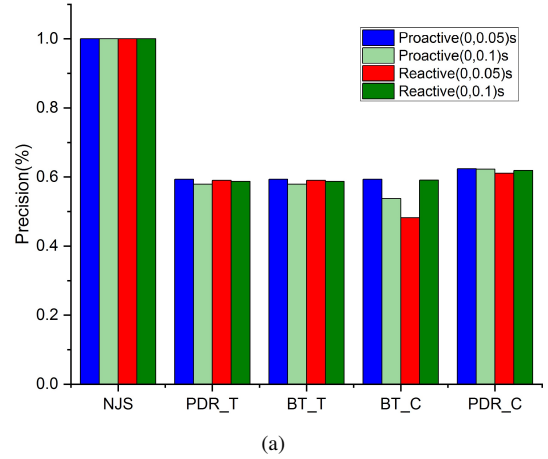 Proactive(0,0.05)s
Proactive(0,0.1)s
Reactive(0,0.05)s
Reactive(0,0.1)s
Precision(%)
1.0
0.8
0.6
0.4
0.2
0.0
NJS PDR_T BT_T BT_C PDR_C
(a)